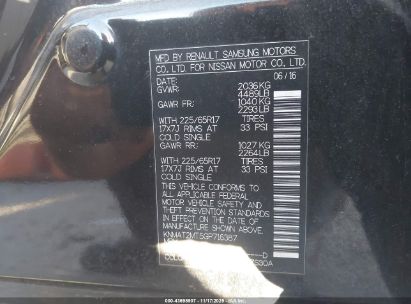 MFD BY RENAULT SAMSUNG MOTORS
CO., LTD. FOR NISSAN MOTOR CO., LTD.
DATE: 06/16
GVWR: 2036KG
4489LB
GAWR FR: 1040KG
2293LB
WITH 225/65R17 TIRES
17X7J RIMS AT 33 PSI
COLD SINGLE
GAWR RR: 1027KG
2264LB
WITH 225/65R17 TIRES
17X7J RIMS AT 33 PSI
COLD SINGLE
THIS VEHICLE CONFORMS TO
ALL APPLICABLE FEDERAL
MOTOR VEHICLE SAFETY AND
THEFT PREVENTION STANDARDS
IN EFFECT ON THE DATE OF
MANUFACTURE SHOWN ABOVE.
KNMAT2MT5GP716387